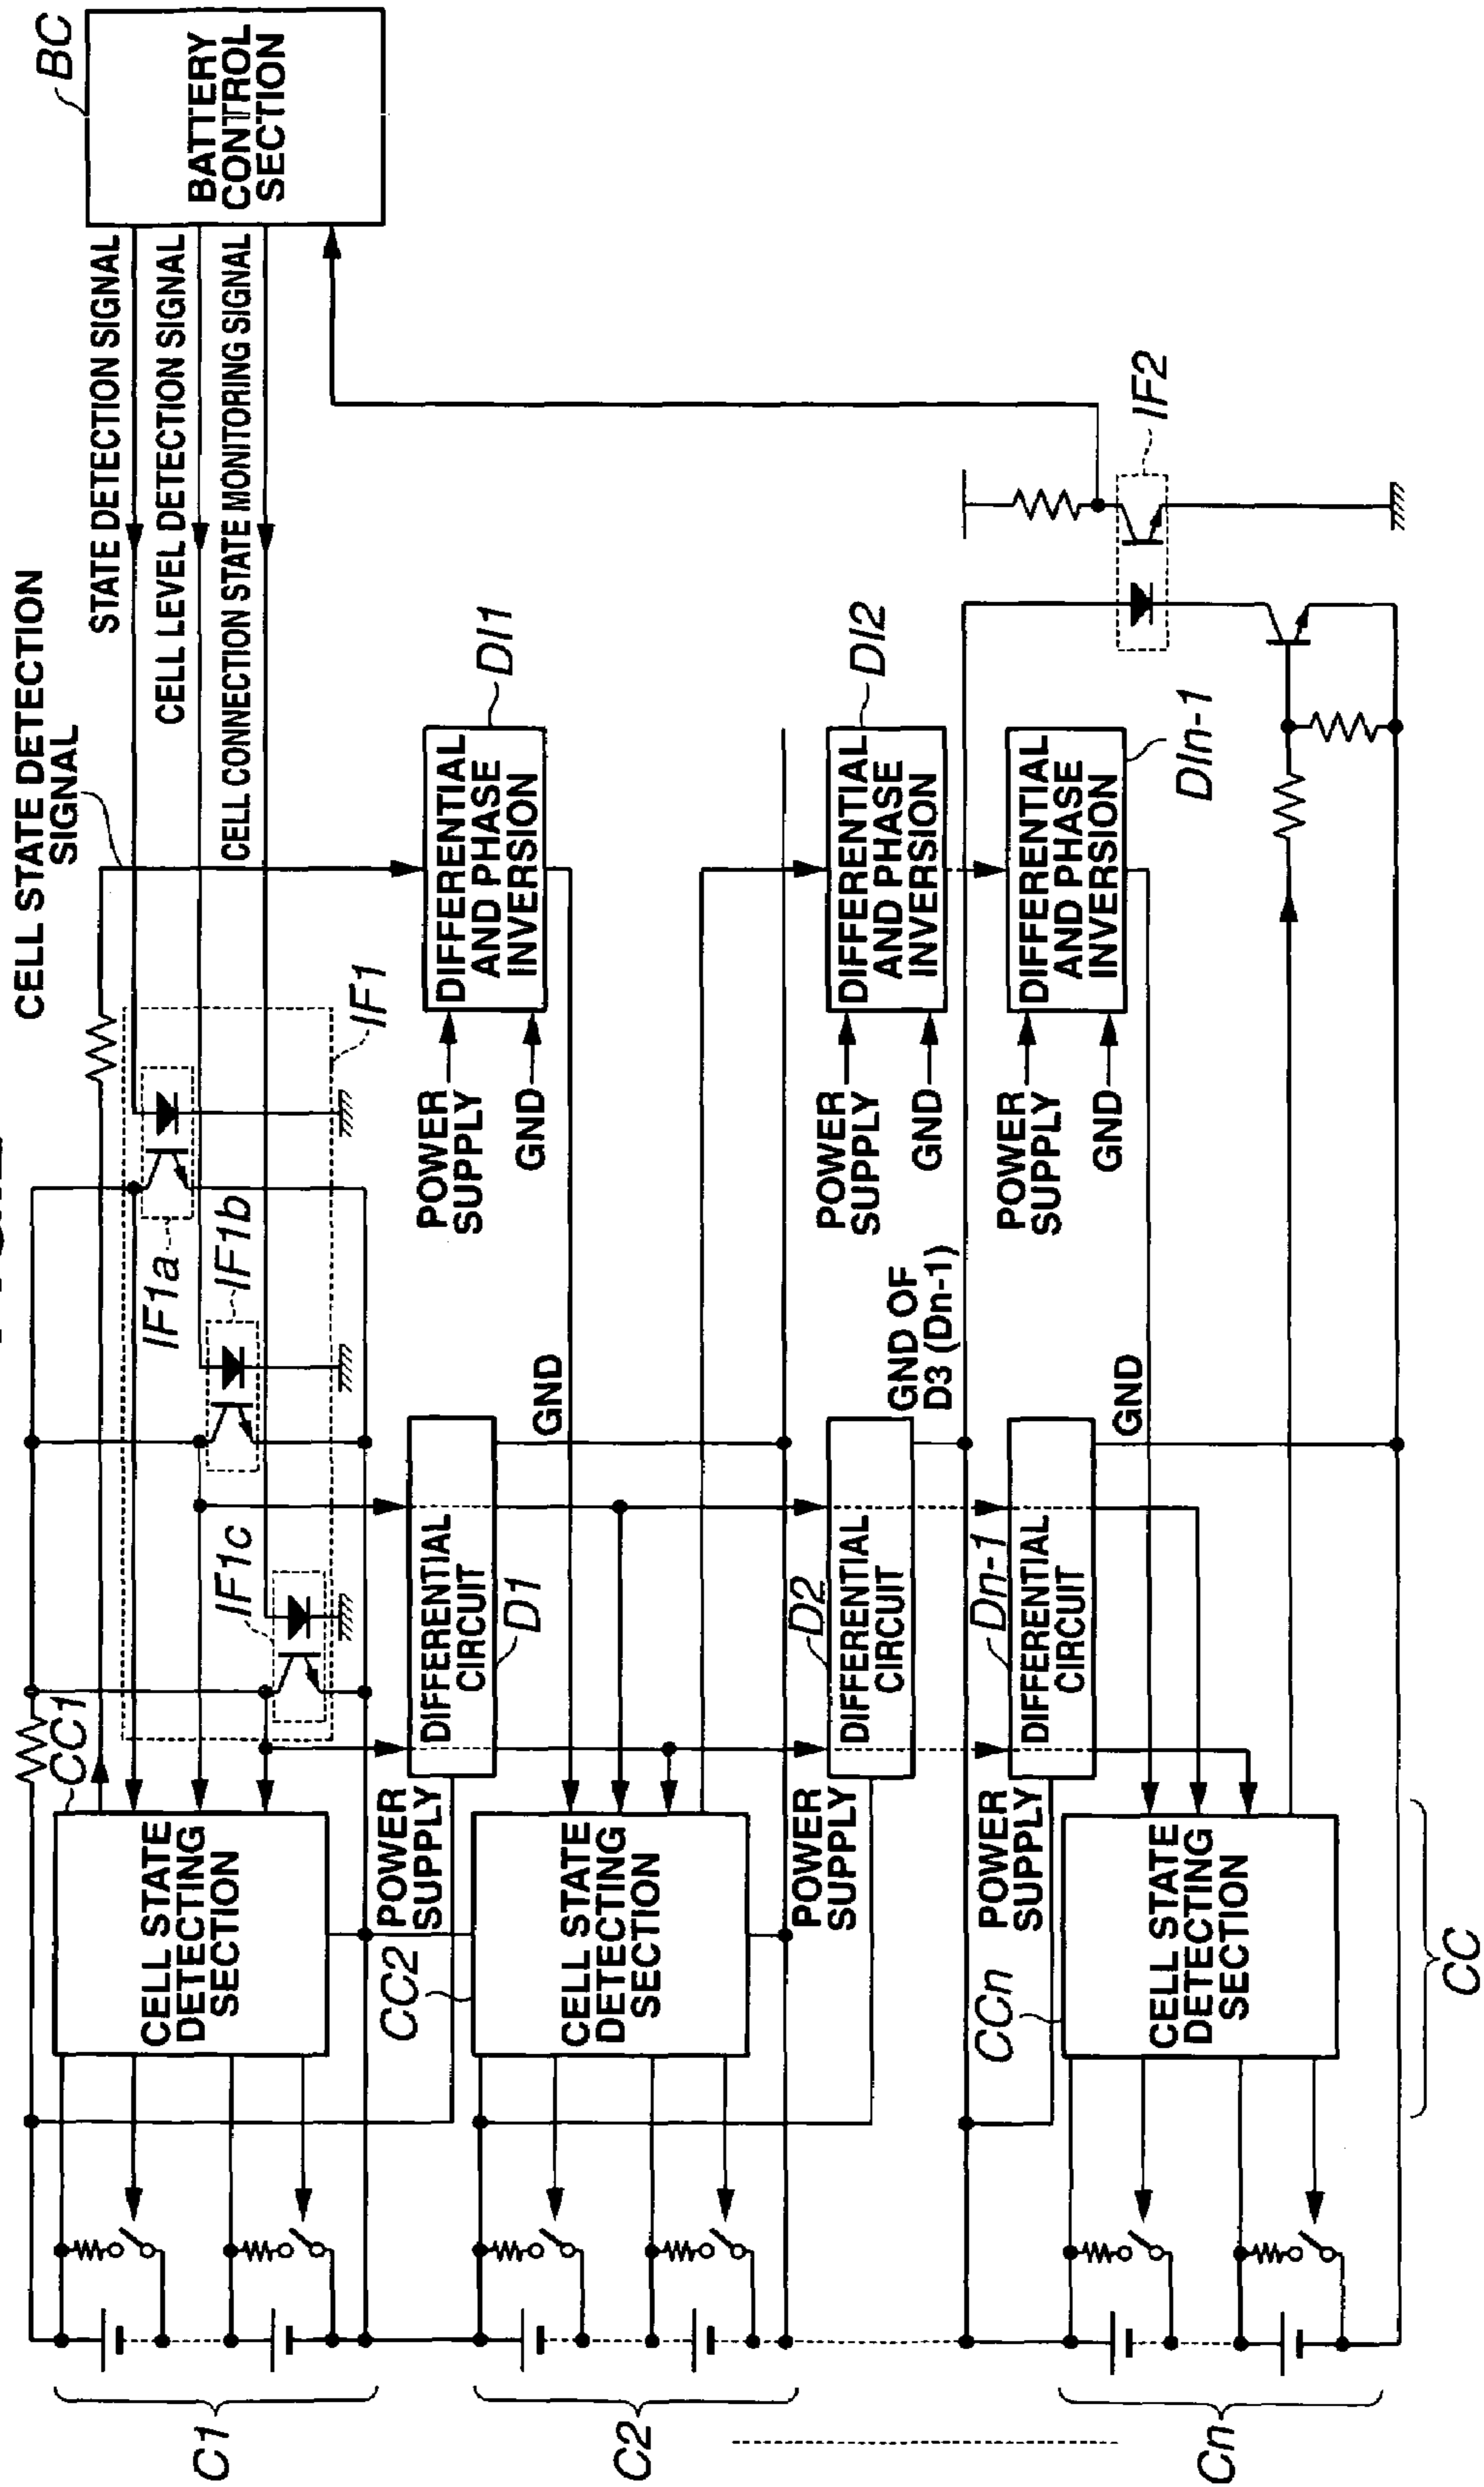 BC
BATTERY
CONTROL
SECTION
STATE DETECTION SIGNAL
CELL LEVEL DETECTION SIGNAL
CELL CONNECTION STATE MONITORING SIGNAL
CELL STATE DETECTION
SIGNAL
IF1
IF1a
IF1b
IF1c
CC1
CELL STATE
DETECTING
SECTION
C1
DI1
DIFFERENTIAL
AND PHASE
INVERSION
POWER
SUPPLY
GND
GND
DIFFERENTIAL
CIRCUIT
D1
POWER
SUPPLY
CC2
CELL STATE
DETECTING
SECTION
C2
DI2
DIFFERENTIAL
AND PHASE
INVERSION
POWER
SUPPLY
GND
GND OF
D3 (Dn-1)
D2
DIFFERENTIAL
CIRCUIT
POWER
SUPPLY
IF2
DIn-1
DIFFERENTIAL
AND PHASE
INVERSION
POWER
SUPPLY
GND
GND
Dn-1
DIFFERENTIAL
CIRCUIT
POWER
SUPPLY
CCn
CELL STATE
DETECTING
SECTION
Cn
CC